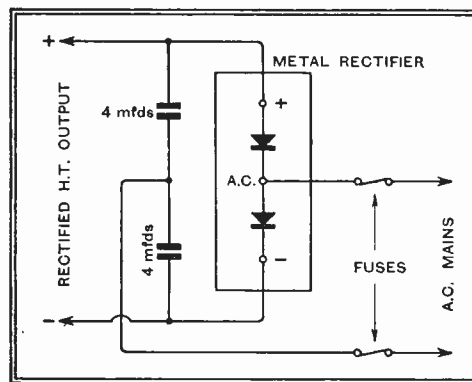 +
METAL RECTIFIER
4 mfds
+
RECTIFIED H.T. OUTPUT
A.C.
4 mfds
FUSES
A.C. MAINS
-
-